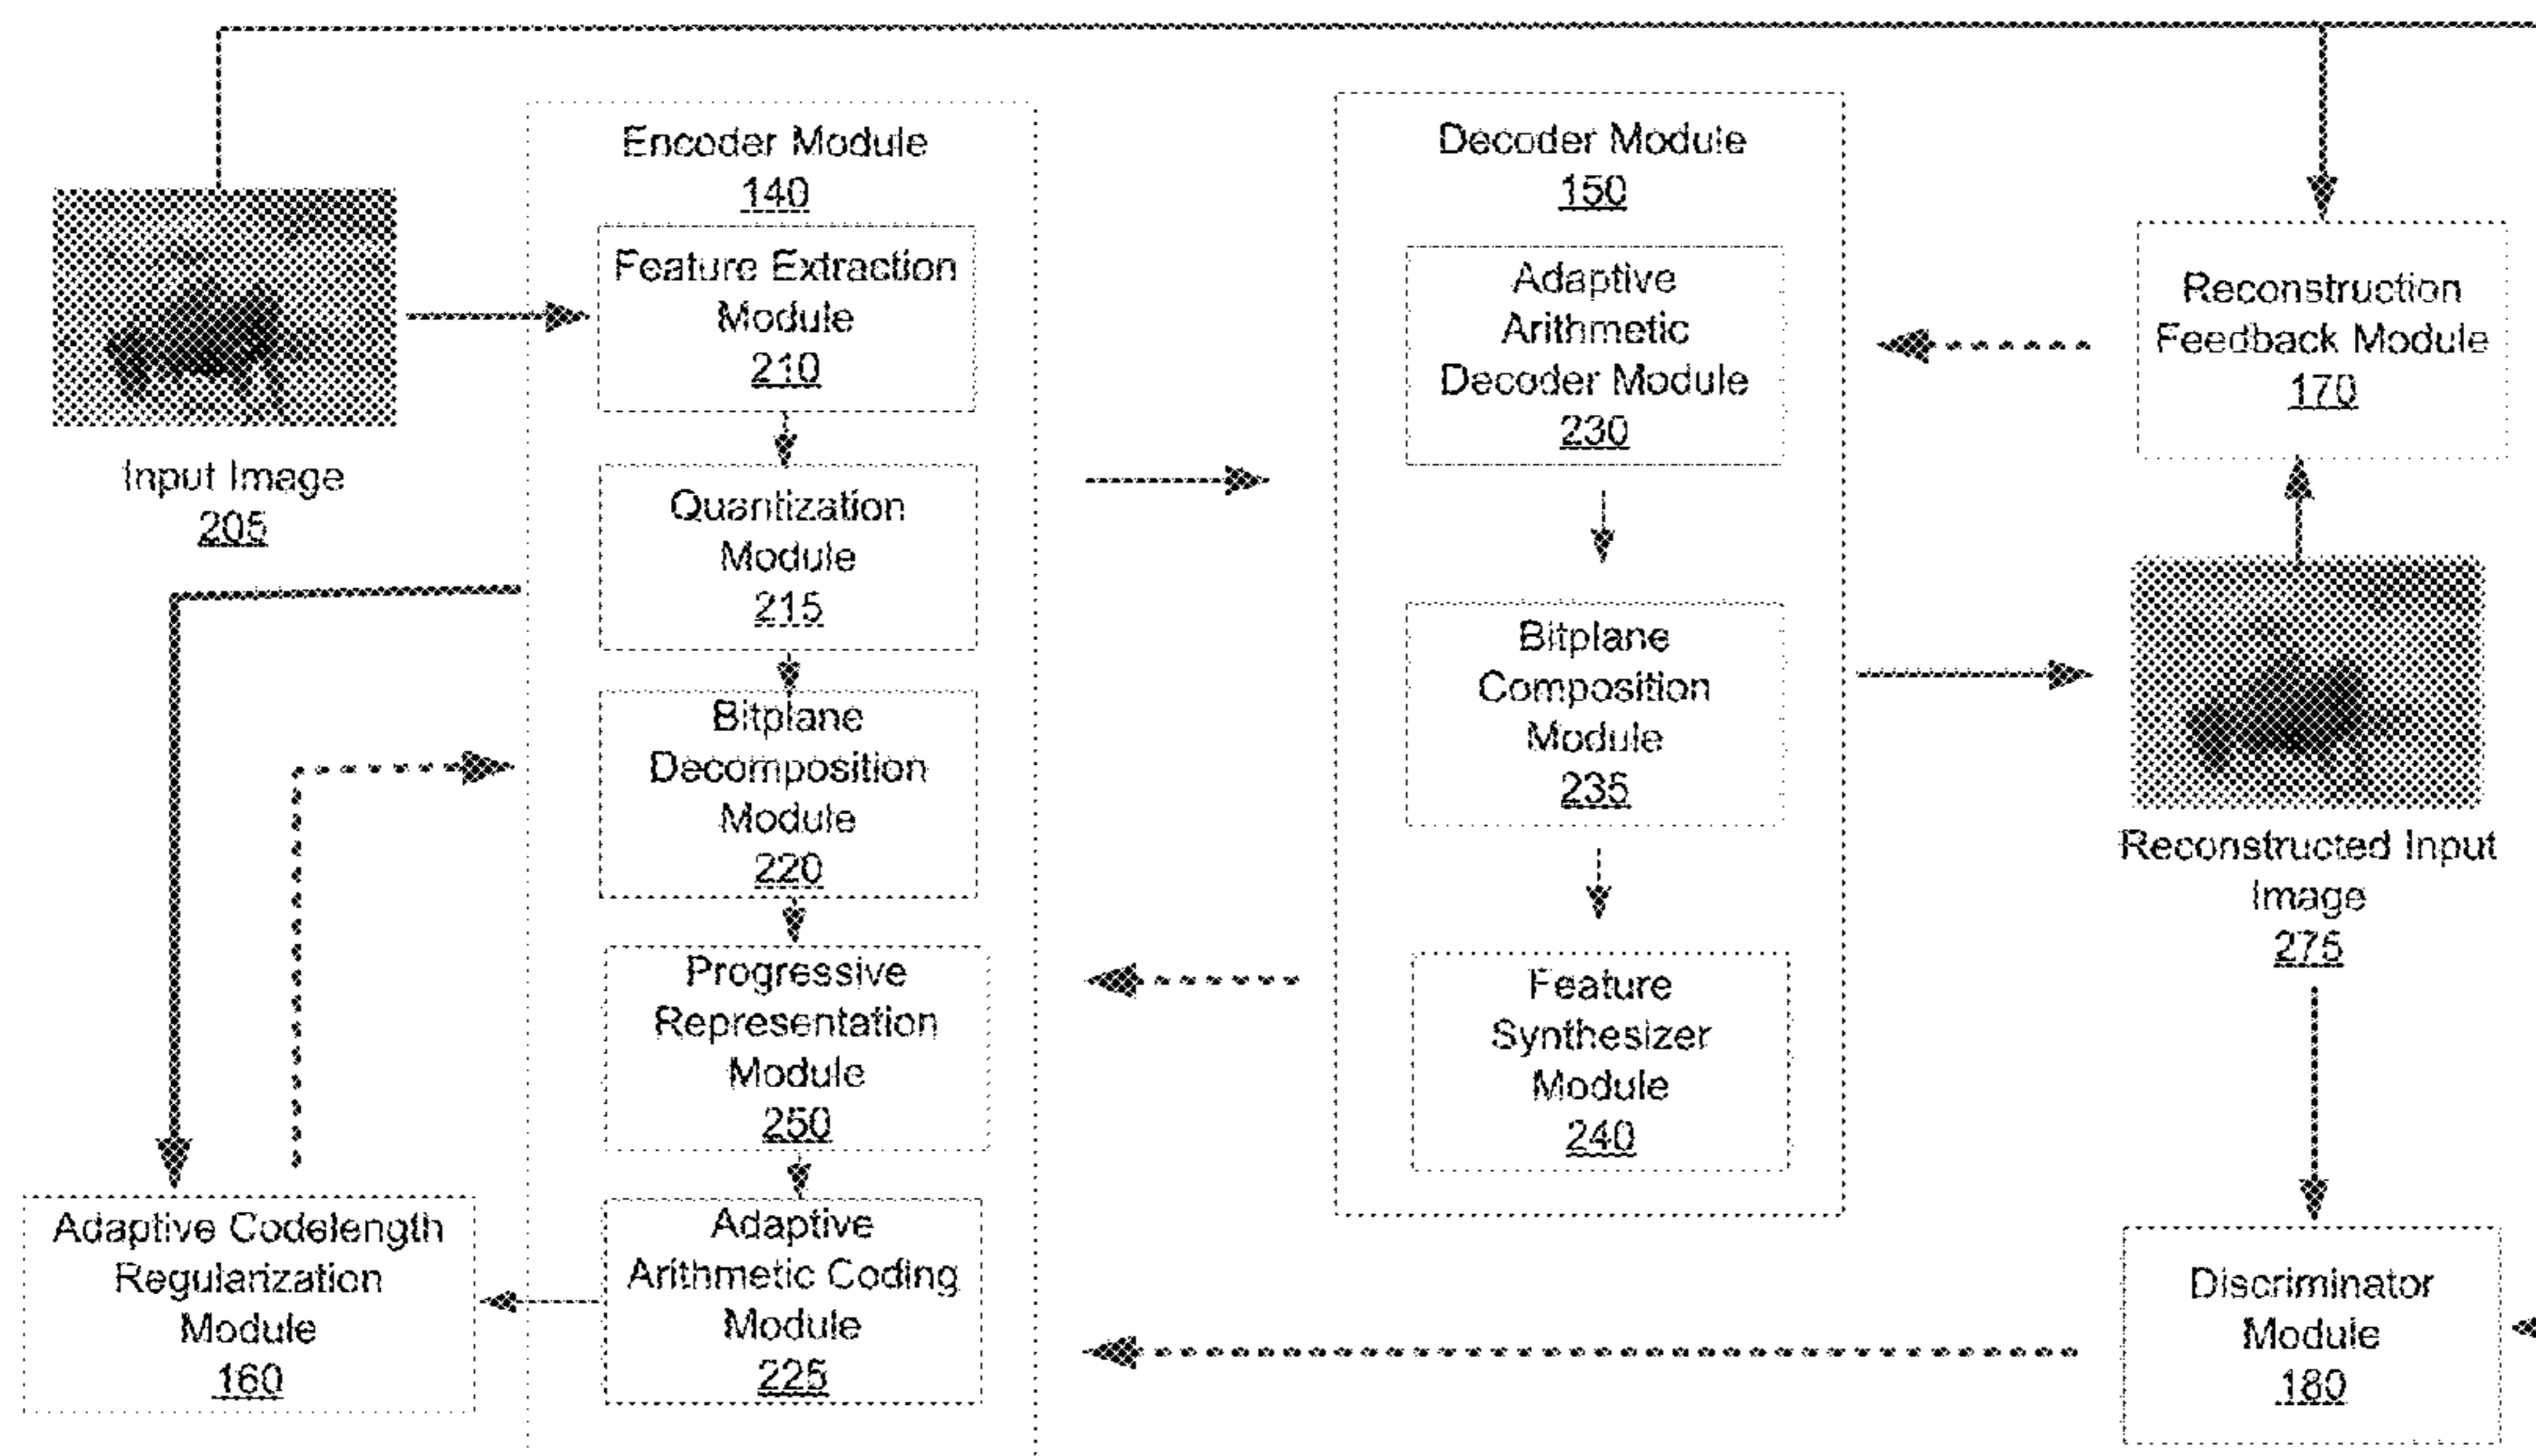 Input Image
205
Encoder Module
140
Feature Extraction
Module
210
Quantization
Module
215
Bitplane
Decomposition
Module
220
Progressive
Representation
Module
250
Adaptive
Arithmetic Coding
Module
225
Adaptive Codelength
Regularization
Module
160
Decoder Module
150
Adaptive
Arithmetic
Decoder Module
230
Bitplane
Composition
Module
235
Feature
Synthesizer
Module
240
Reconstruction
Feedback Module
170
Reconstructed Input
Image
275
Discriminator
Module
180